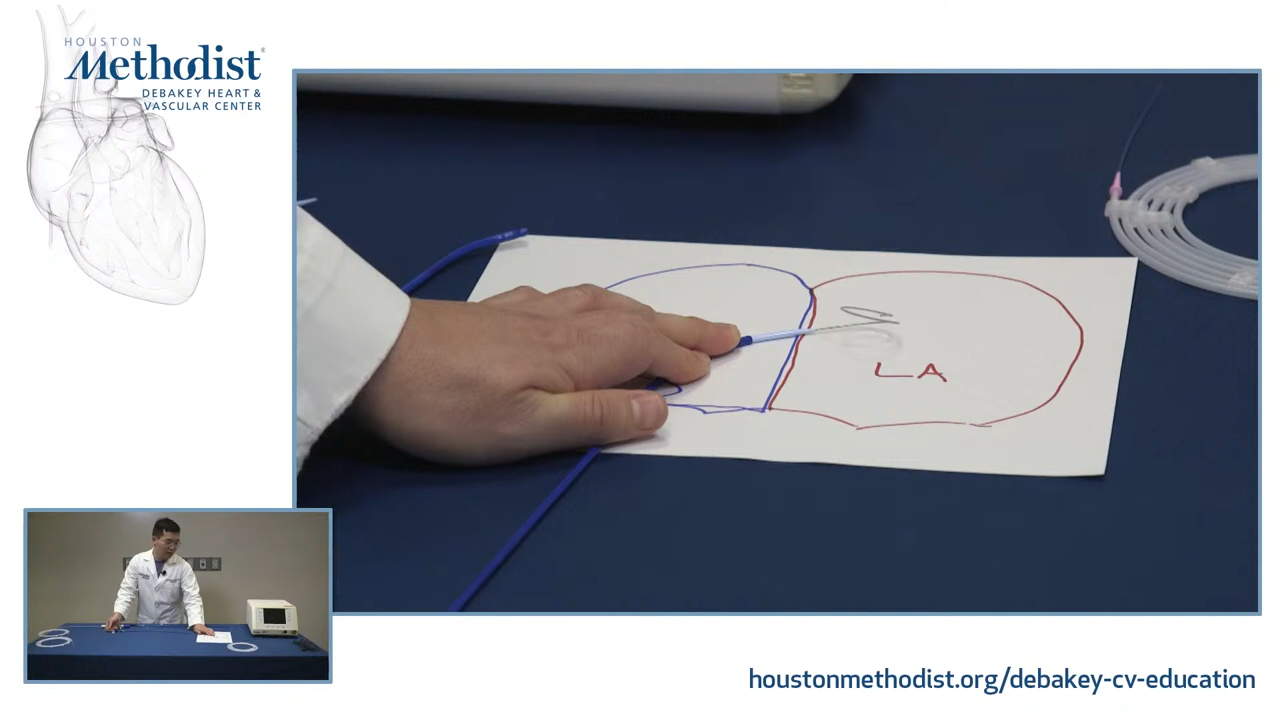 HOUSTON
Methodist®
DEBAKEY HEART &
VASCULAR CENTER
LA
houstonmethodist.org/debakey-cv-education